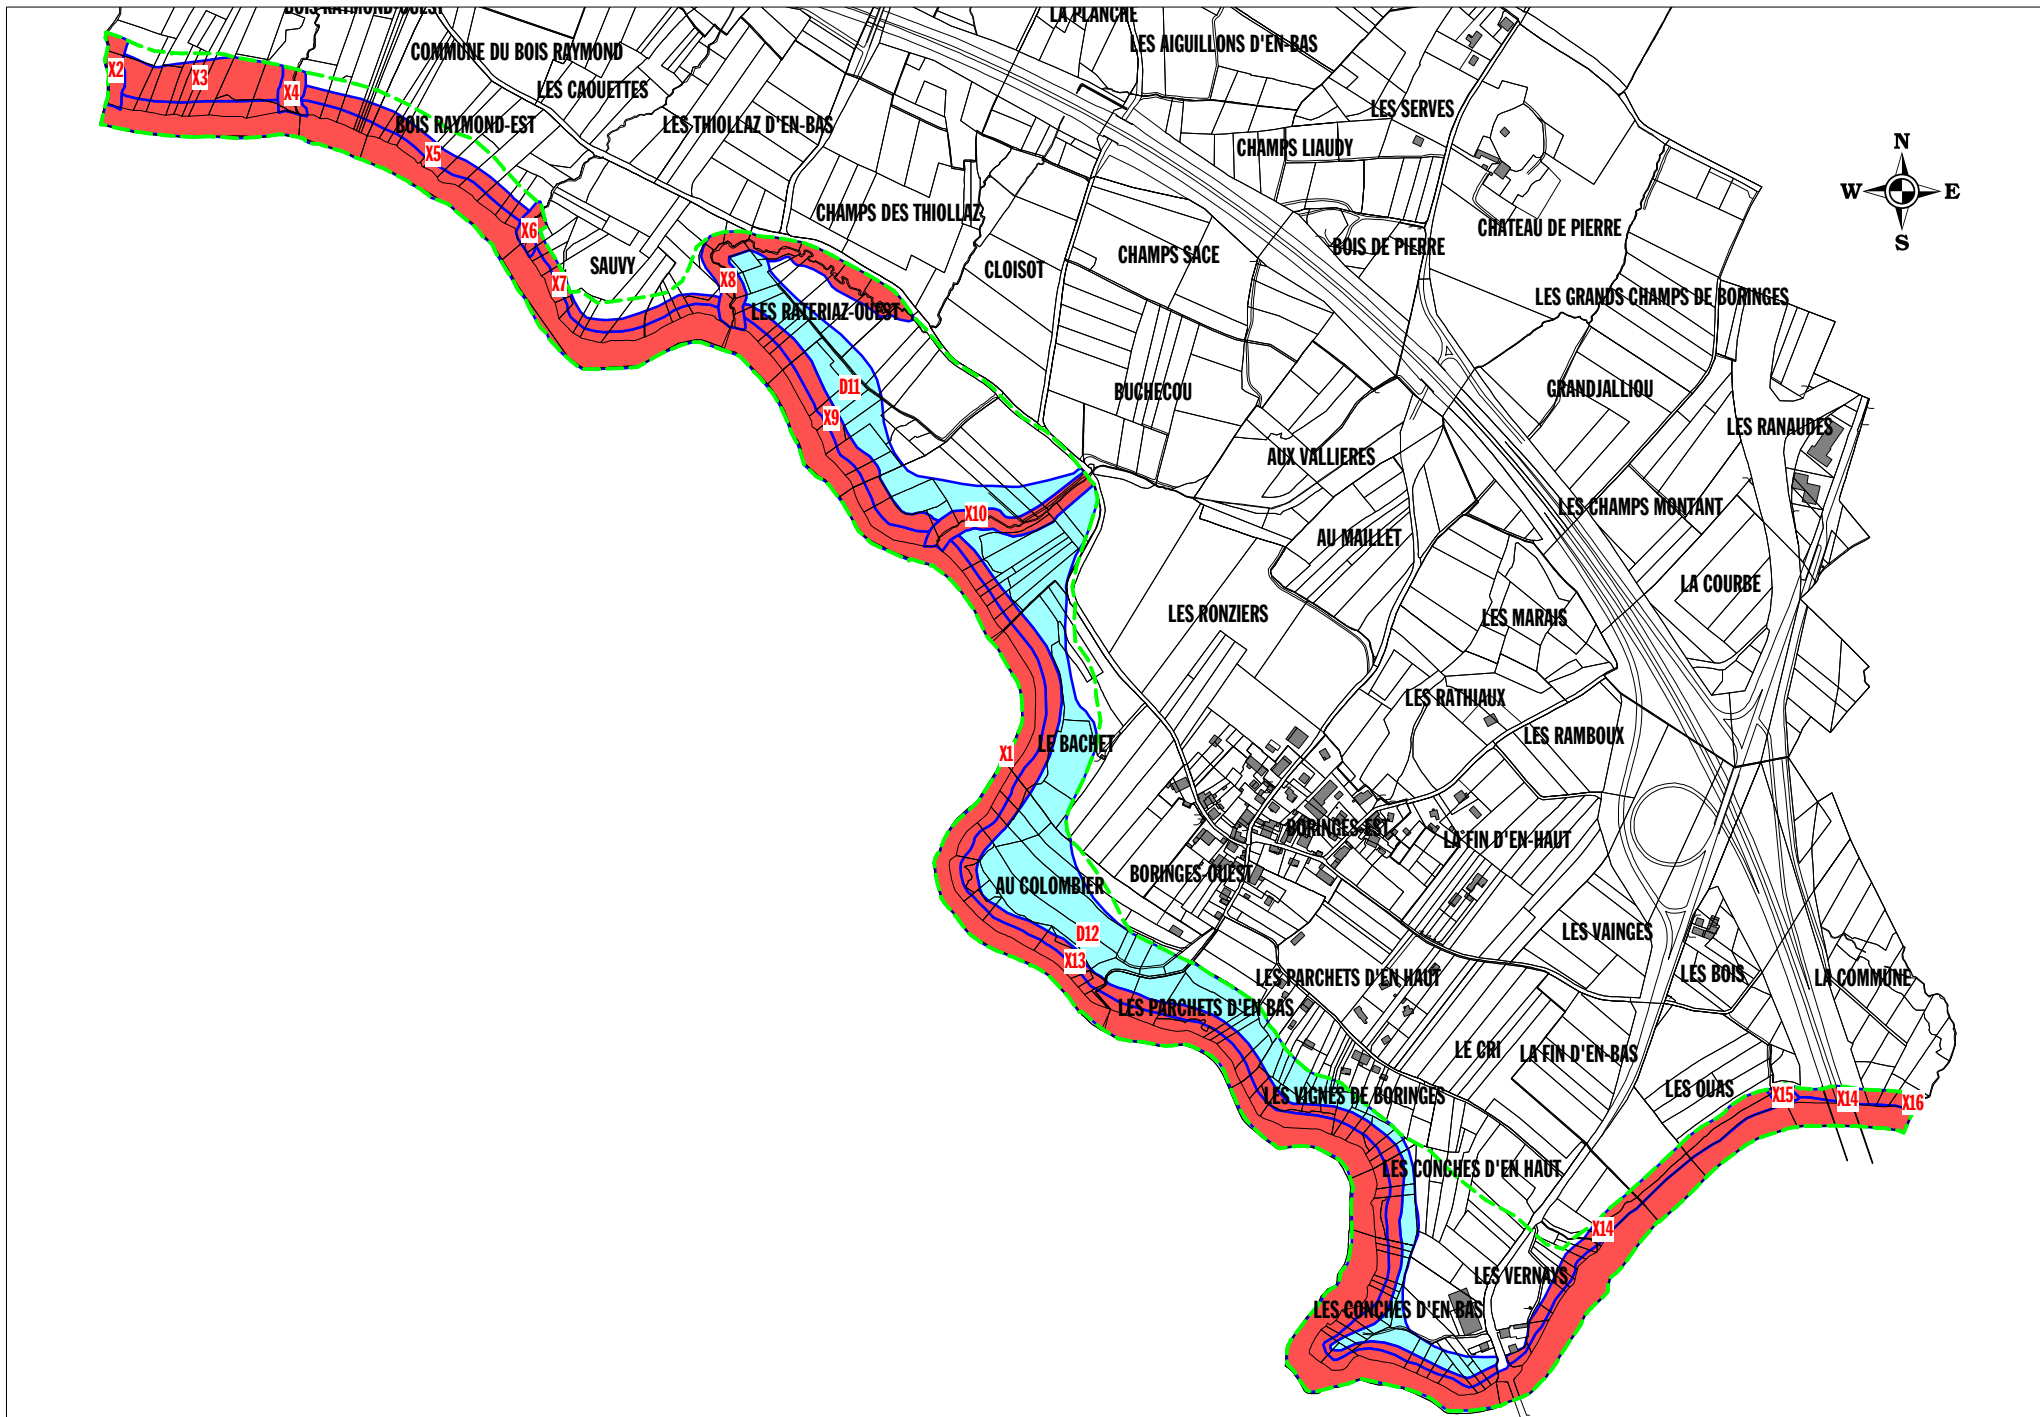 BOIS RAYMOND-OUEST
LA PLANCHE
LES AIGUILLONS D'EN-BAS
COMMUNE DU BOIS RAYMOND
X2
X3
X4
LES CAOUETTES
LES SERVES
BOIS RAYMOND-EST
LES THIOLLAZ D'EN-BAS
CHAMPS LIAUDY
N
W
E
S
X5
CHAMPS DES THIOLLAZ
CHATEAU DE PIERRE
X6
BOIS DE PIERRE
CHAMPS SACE
SAUVY
CLOISOT
X7
X8
LES GRANDS CHAMPS DE BORINGES
LES RATERIAZ-OUEST
D11
BUCHECOU
GRANDJALLIOU
X9
LES RANAUDES
AUX VALLIERES
LES CHAMPS MONTANT
X10
AU MAILLET
LA COURBE
LES RONZIERS
LES MARAIS
LES RATHIAUX
LES RAMBOUX
X1
LE BACHET
BORINGES-EST
LA FIN D'EN-HAUT
BORINGES-OUEST
AU COLOMBIER
D12
LES VAINGES
X13
LES PARCHETS D'EN HAUT
LES BOIS
LA COMMUNE
LES PARCHETS D'EN BAS
LE CRI
LA FIN D'EN-BAS
LES VIGNES DE BORINGES
LES OUAS
X15
X14
X16
LES CONCHES D'EN HAUT
X14
LES VERNAYS
LES CONCHES D'EN-BAS